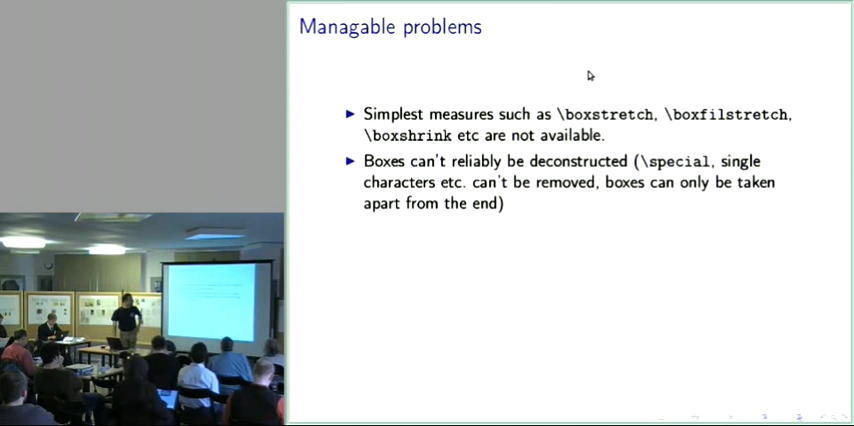 Managable problems
Simplest measures such as \boxstretch, \boxfilstretch,
\boxshrink etc are not available.
Boxes can't reliably be deconstructed (\special, single
characters etc. can't be removed, boxes can only be taken
apart from the end)